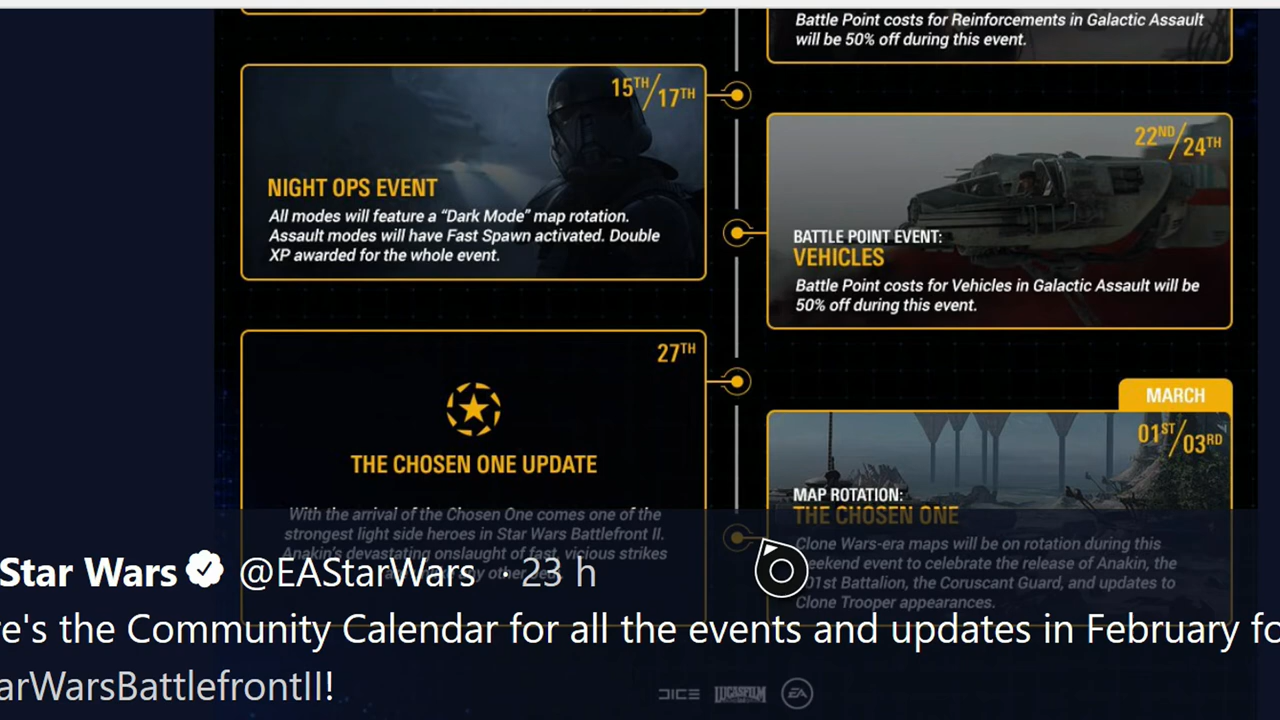 Battle Point costs for Reinforcements in Galactic Assault
will be 50% off during this event.
15TH/17TH
NIGHT OPS EVENT
All modes will feature a “Dark Mode” map rotation.
Assault modes will have Fast Spawn activated. Double
XP awarded for the whole event.
22ND/24TH
BATTLE POINT EVENT:
VEHICLES
Battle Point costs for Vehicles in Galactic Assault will be
50% off during this event.
27TH
THE CHOSEN ONE UPDATE
With the arrival of the Chosen One comes one of the
strongest light side heroes in Star Wars Battlefront II.
Anakin's devastating onslaught of fast, vicious strikes
any other
MARCH
01ST/03RD
MAP ROTATION:
THE CHOSEN ONE
Clone Wars-era maps will be on rotation during this
weekend event to celebrate the release of Anakin, the
501st Battalion, the Coruscant Guard, and updates to
Clone Trooper appearances.
Star Wars @EAStarWars · 23 h
re's the Community Calendar for all the events and updates in February fo
arWarsBattlefrontII!
DICE LUCASFILM EA